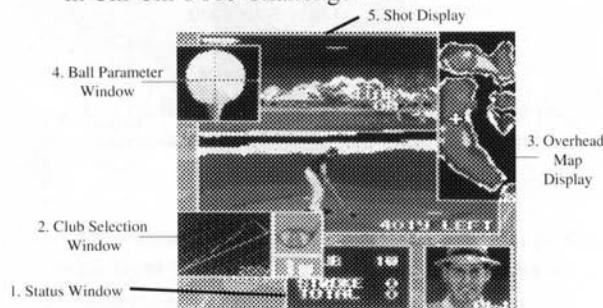 5. Shot Display
4. Ball Parameter
Window
3. Overhead
Map
Display
401Y LEFT
2. Club Selection
Window
1W
STROKE 0
TOTAL 0
1. Status Window